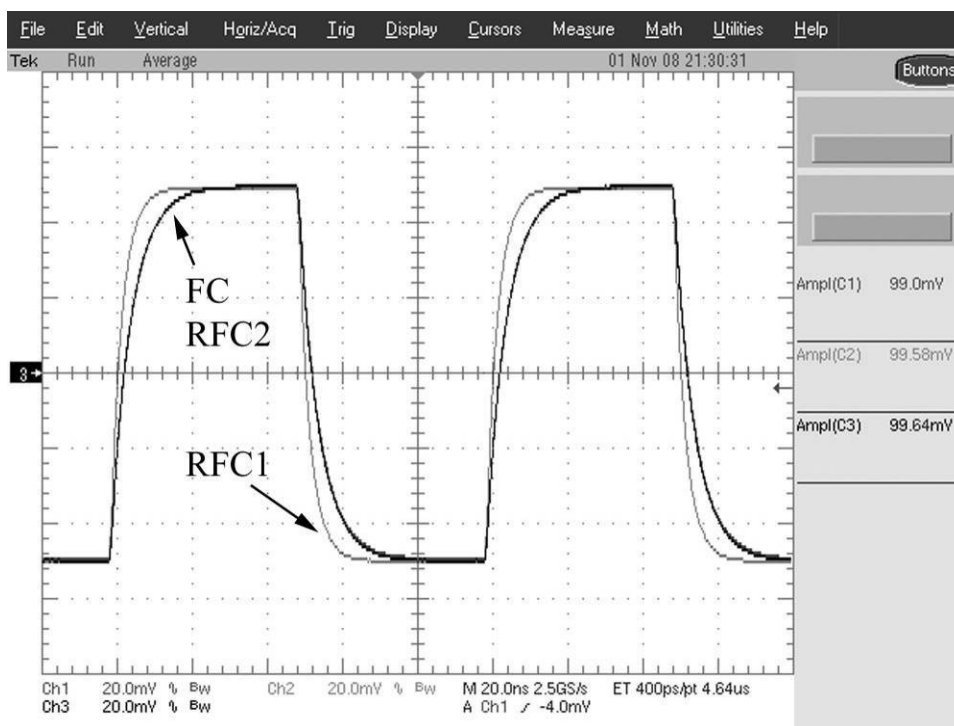 File Edit Vertical Horiz/Acq Trig Display Cursors Measure Math Utilities Help
Tek Run Average 01 Nov 08 21:30:31
Buttons
FC
RFC2
3
RFC1
Ampl(C1) 99.0mV
Ampl(C2) 99.58mV
Ampl(C3) 99.64mV
Ch1 20.0mV Bw Ch2 20.0mV Bw M 20.0ns 2.5GS/s ET 400ps/pt 4.64us
Ch3 20.0mV Bw A Ch1 -4.0mV